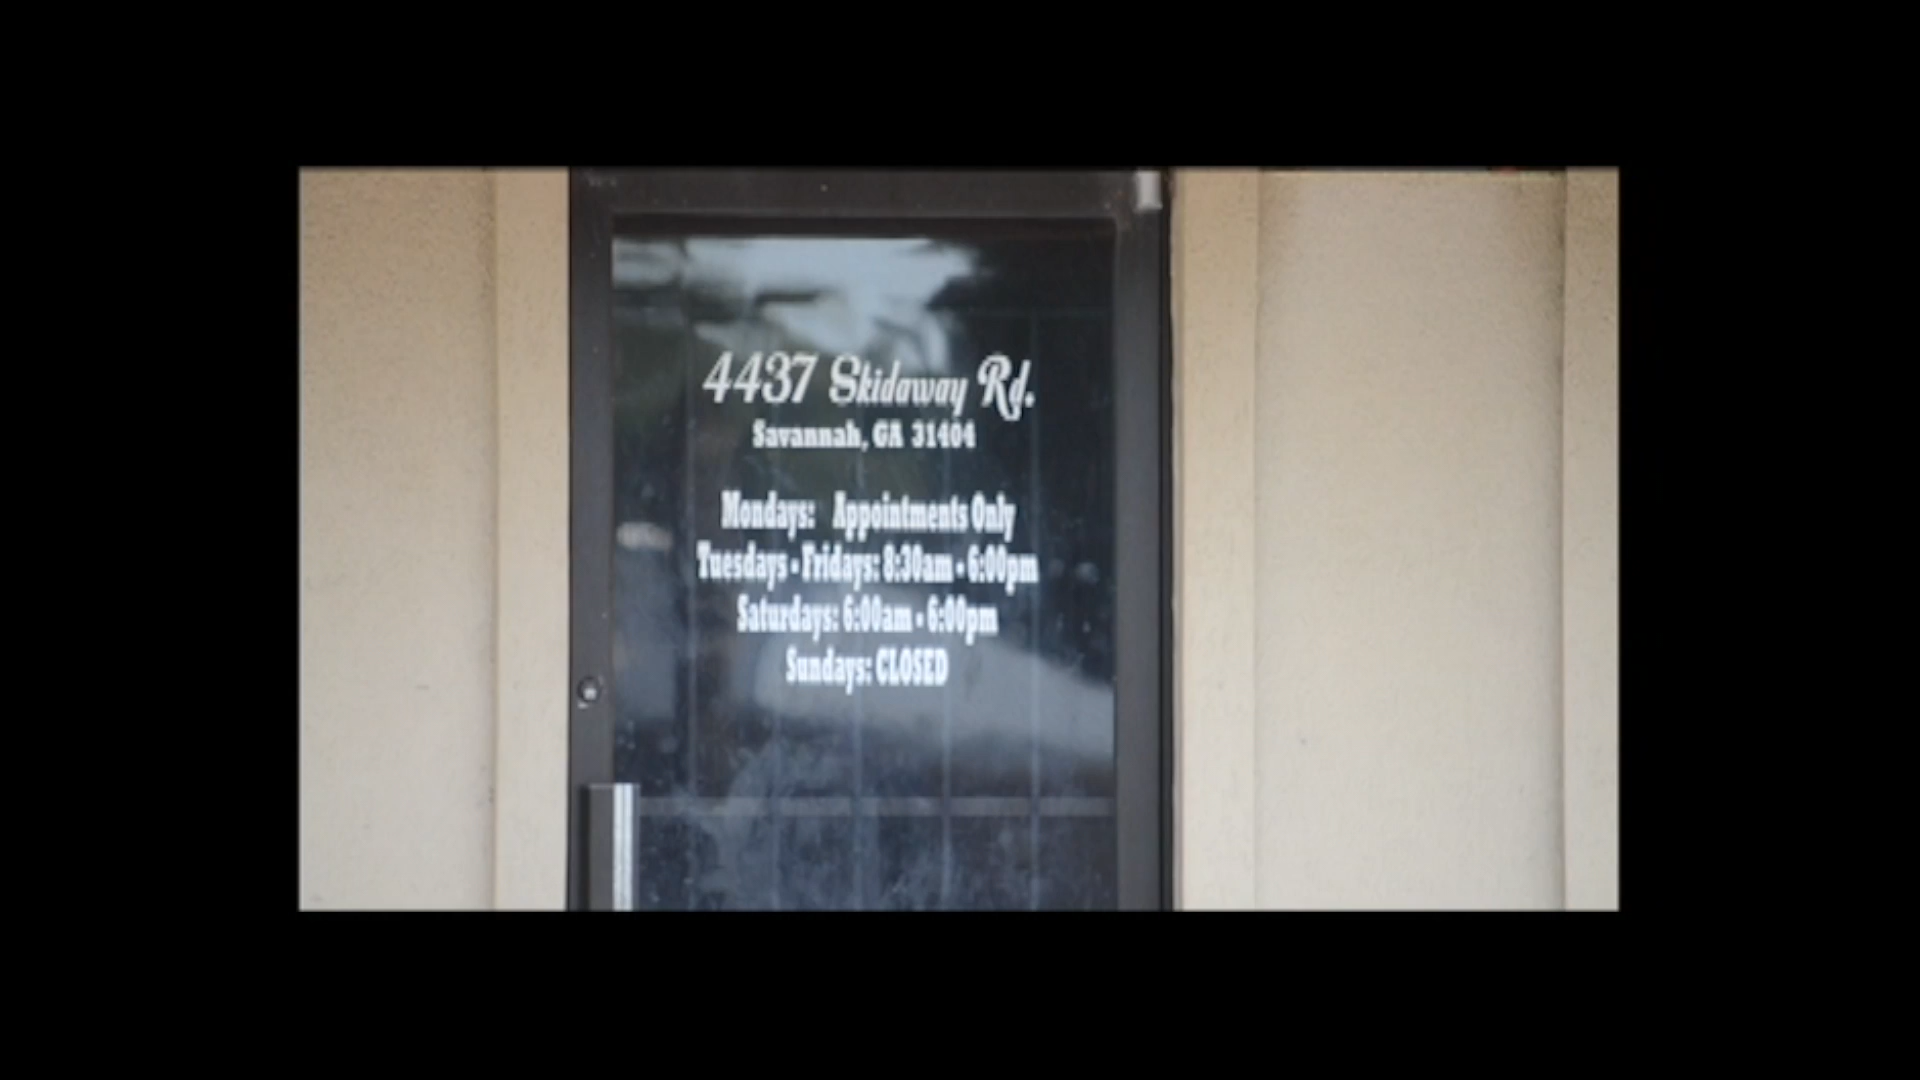 4437 Skidaway Rd.
Savannah, GA 31404
Mondays: Appointments Only
Tuesdays - Fridays: 8:30am - 6:00pm
Saturdays: 6:00am - 6:00pm
Sundays: CLOSED